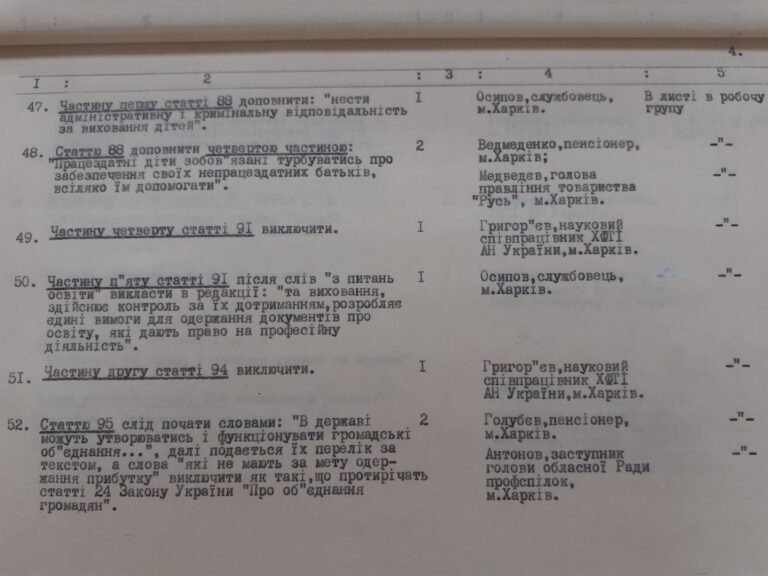 4.
I : 2 : 3 : 4 : 5
47. Частину першу статті 88 доповнити: "нести I Осипов,службовець, В листі в робочу
адміністративну і кримінальну відповідальність м.Харків. групу
за виховання дітей".
48. Статтю 88 доповнити четвертою частиною: 2 Ведмеденко,пенсіонер, –"–
"Працездатні діти зобов"язані турбуватись про м.Харків;
забезпечення своїх непрацездатних батьків, Медведєв,голова –"–
всіляко їм допомогати". правління товариства
"Русь", м.Харків.
49. Частину четверту статті 9I виключити. I Григор"єв,науковий –"–
співпрацівник ХФТІ
АН України,м.Харків.
50. Частину п"яту статті 9I після слів "з питань I Осипов,службовець, –"–
освіти" викласти в редакції: "та виховання, м.Харків.
здійснює контроль за їх дотриманням,розробляє
єдині вимоги для одержання документів про
освіту, які дають право на професійну
діяльність".
5I. Частину другу статті 94 виключити. I Григор"єв,науковий –"–
співпрацівник ХФТІ
АН України,м.Харків.
52. Статтю 95 слід почати словами: "В державі 2 Голубєв,пенсіонер, –"–
можуть утворюватись і функціонувати громадські м.Харків.
об"єднання...", далі подається їх перелік за Антонов,заступник –"–
текстом, а слова "які не мають за мету одер- голови обласної Ради
жання прибутку" виключити як такі,що протирічать профспілок,
статті 24 Закону України "Про об"єднання м.Харків.
громадян".